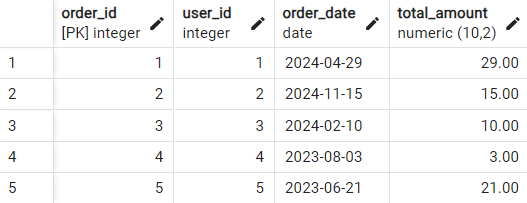 order_id user_id order_date total_amount
[PK] integer integer date numeric (10,2)
1 1 1 2024-04-29 29.00
2 2 2 2024-11-15 15.00
3 3 3 2024-02-10 10.00
4 4 4 2023-08-03 3.00
5 5 5 2023-06-21 21.00